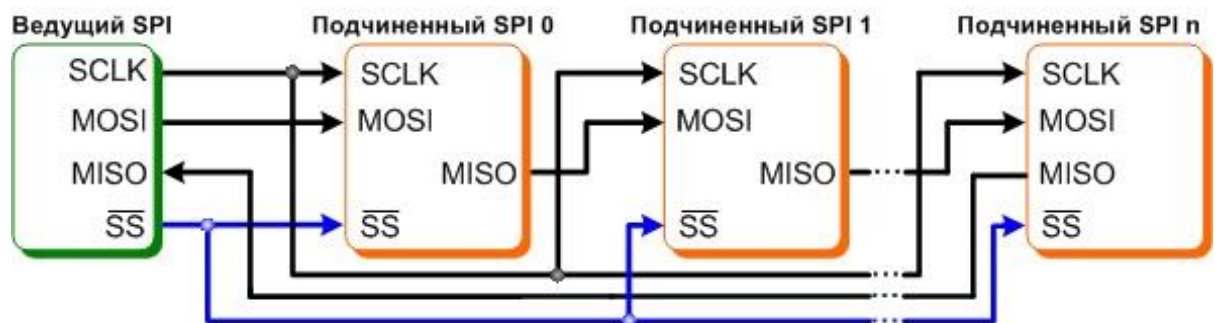 Ведущий SPI
Подчиненный SPI 0
Подчиненный SPI 1
Подчиненный SPI n
SCLK
MOSI
MISO
SS
SCLK
MOSI
MISO
SS
SCLK
MOSI
MISO
SS
SCLK
MOSI
MISO
SS